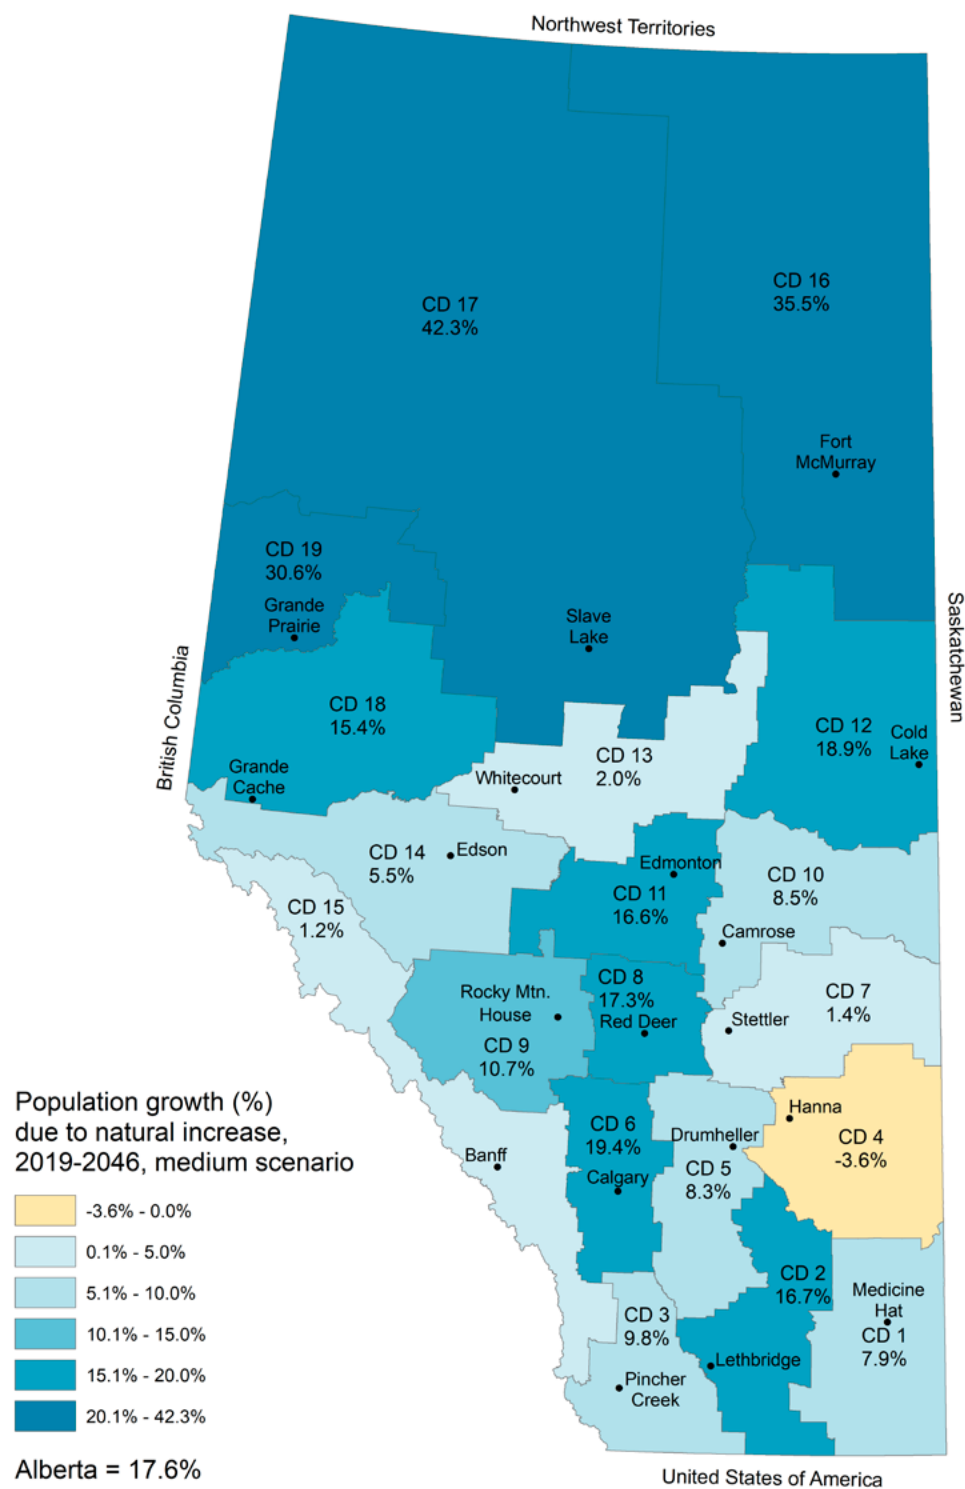 Northwest Territories
CD 17
42.3%
CD 16
35.5%
Fort
McMurray
CD 19
30.6%
Grande
Prairie
Slave
Lake
Saskatchewan
British Columbia
CD 18
15.4%
CD 12
18.9%
Cold
Lake
CD 13
2.0%
Whitecourt
Grande
Cache
CD 14
5.5%
Edson
Edmonton
CD 11
16.6%
CD 10
8.5%
CD 15
1.2%
Camrose
CD 8
17.3%
Red Deer
Rocky Mtn.
House
CD 9
10.7%
CD 7
1.4%
Stettler
Hanna
CD 4
-3.6%
CD 6
19.4%
Calgary
Drumheller
CD 5
8.3%
Banff
CD 2
16.7%
Medicine
Hat
CD 1
7.9%
CD 3
9.8%
Lethbridge
Pincher
Creek
United States of America
Population growth (%)
due to natural increase,
2019-2046, medium scenario
-3.6% - 0.0%
0.1% - 5.0%
5.1% - 10.0%
10.1% - 15.0%
15.1% - 20.0%
20.1% - 42.3%
Alberta = 17.6%